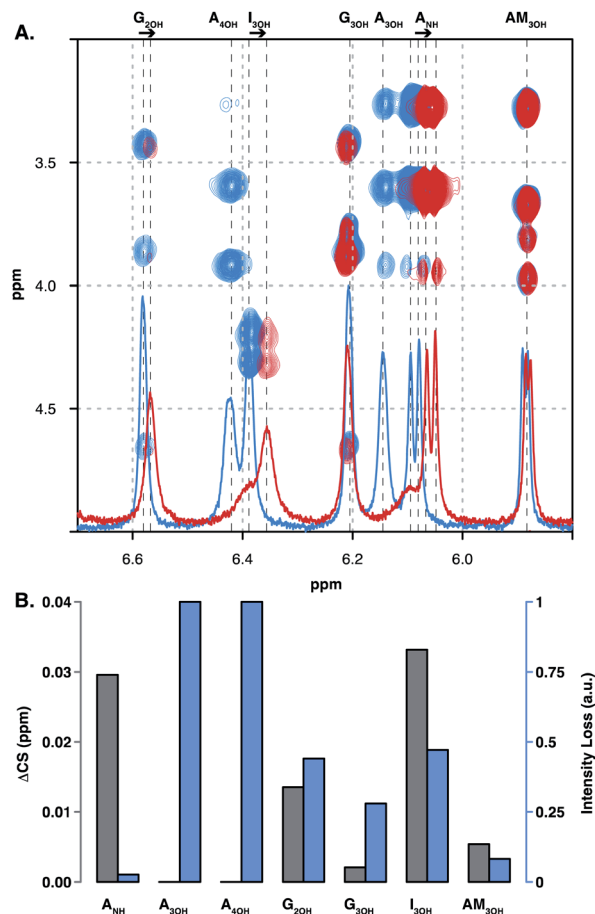 G2OH A4OH I3OH G3OH A3OH ANH AM3OH
A.
3.5
4.0
4.5
ppm
6.6 6.4 6.2 6.0
ppm
B.
0.04 1
0.03 0.75
0.02 0.5
0.01 0.25
0.00 0
ΔCS (ppm)
Intensity Loss (a.u.)
ANH A3OH A4OH G2OH G3OH I3OH AM3OH